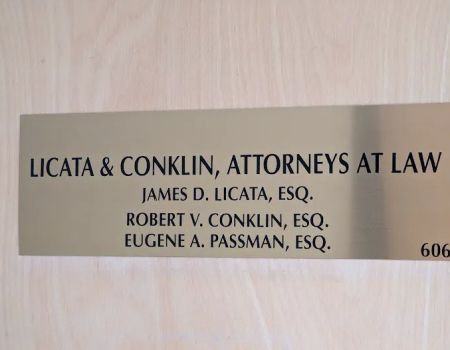 LICATA & CONKLIN, ATTORNEYS AT LAW
JAMES D. LICATA, ESQ.
ROBERT V. CONKLIN, ESQ.
EUGENE A. PASSMAN, ESQ.
606